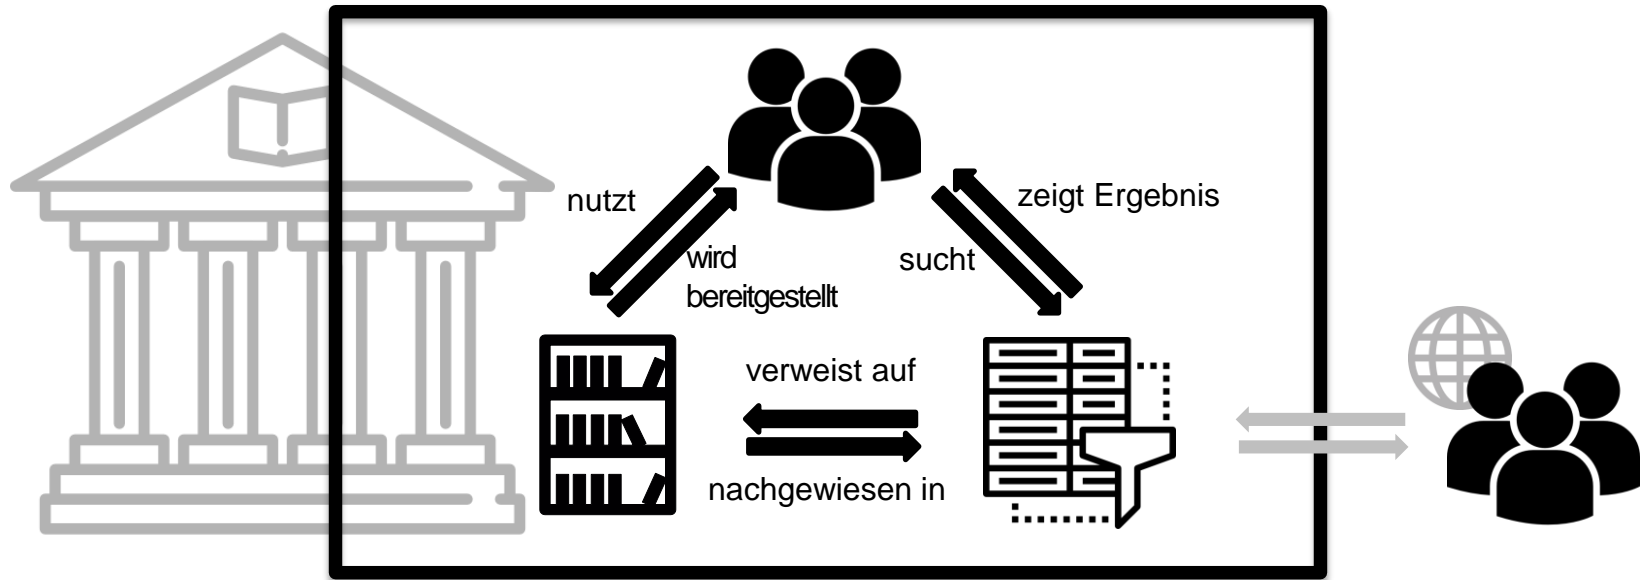 nutzt
zeigt Ergebnis
wird
bereitgestellt
sucht
verweist auf
nachgewiesen in